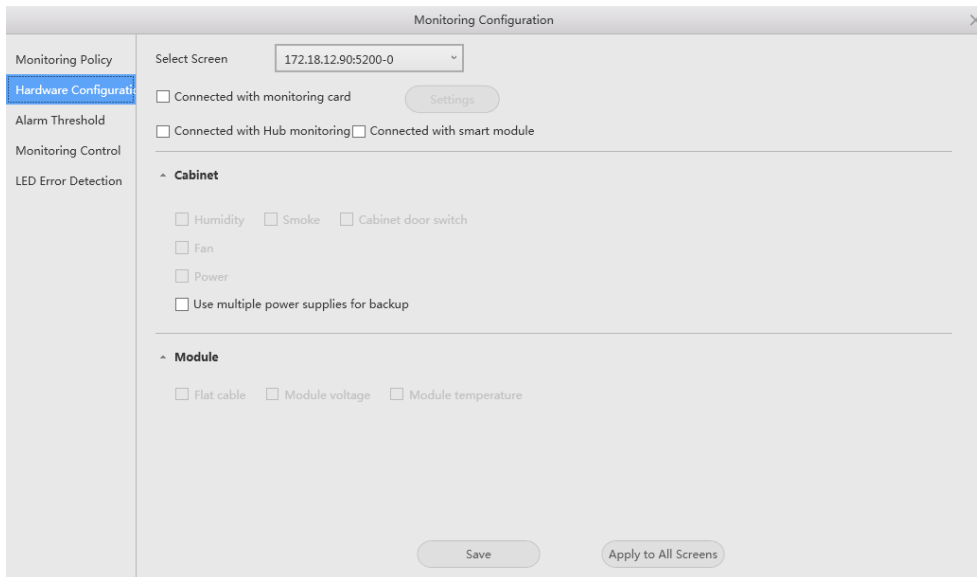 Monitoring Configuration
Monitoring Policy
Hardware Configuratio
Alarm Threshold
Monitoring Control
LED Error Detection
Select Screen 172.18.12.90:5200-0
Connected with monitoring card Settings
Connected with Hub monitoring Connected with smart module
Cabinet
Humidity Smoke Cabinet door switch
Fan
Power
Use multiple power supplies for backup
Module
Flat cable Module voltage Module temperature
Save Apply to All Screens